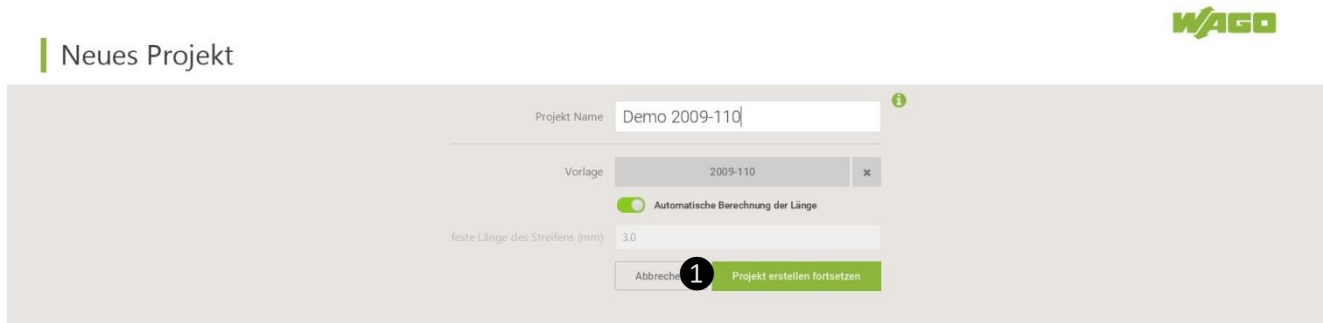 WAGO
Neues Projekt
Projekt Name Demo 2009-110
Vorlage 2009-110
Automatische Berechnung der Länge
feste Länge des Streifens (mm) 3.0
Abbreche 1 Projekt erstellen fortsetzen